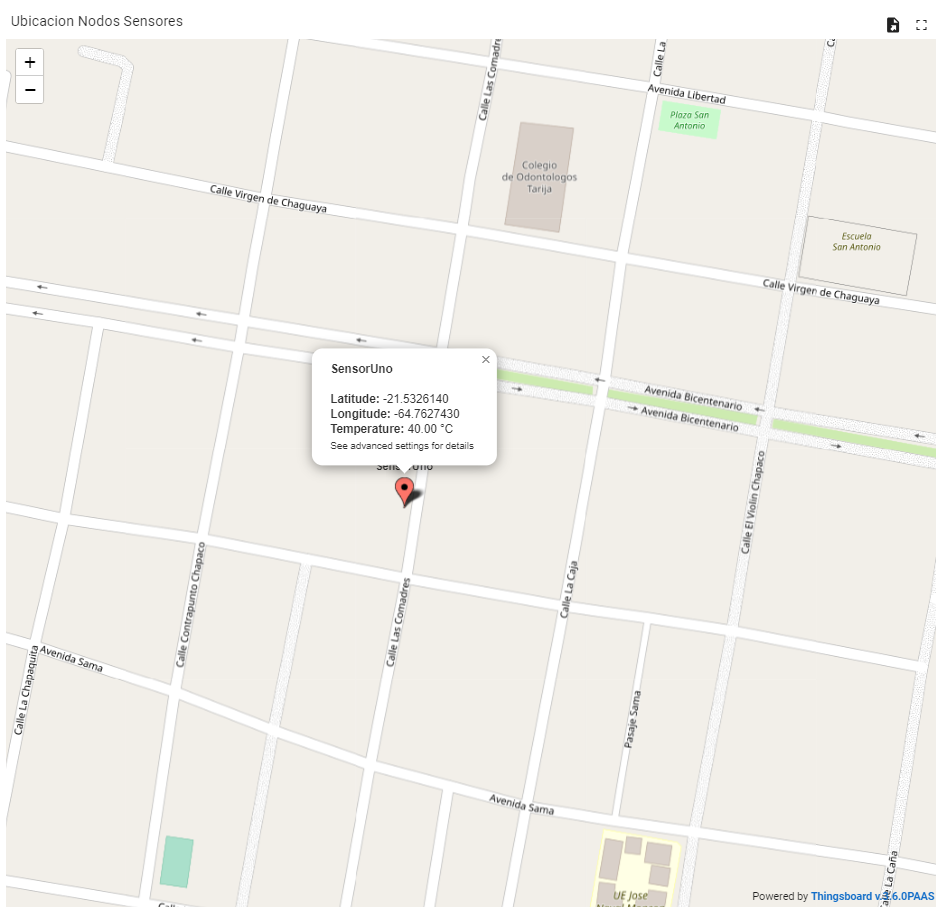 Ubicacion Nodos Sensores
+
−
Calle Las Comadres
Avenida Libertad
Plaza San
Antonio
Colegio
de Odontologos
Tarija
Calle Virgen de Chaguaya
Escuela
San Antonio
Calle Virgen de Chaguaya
×
SensorUno
Latitude: -21.5326140
Longitude: -64.7627430
Temperature: 40.00 °C
See advanced settings for details
SensorUno
Avenida Bicentenario
Avenida Bicentenario
Calle El Violin Chapaco
Calle Contrapunto Chapaco
Calle Las Comadres
Calle La Caja
Calle La Chapaquita
Avenida Sama
Pasaje Sama
Avenida Sama
UE Jose
Calle La Caña
Powered by Thingsboard v.3.6.0PAAS